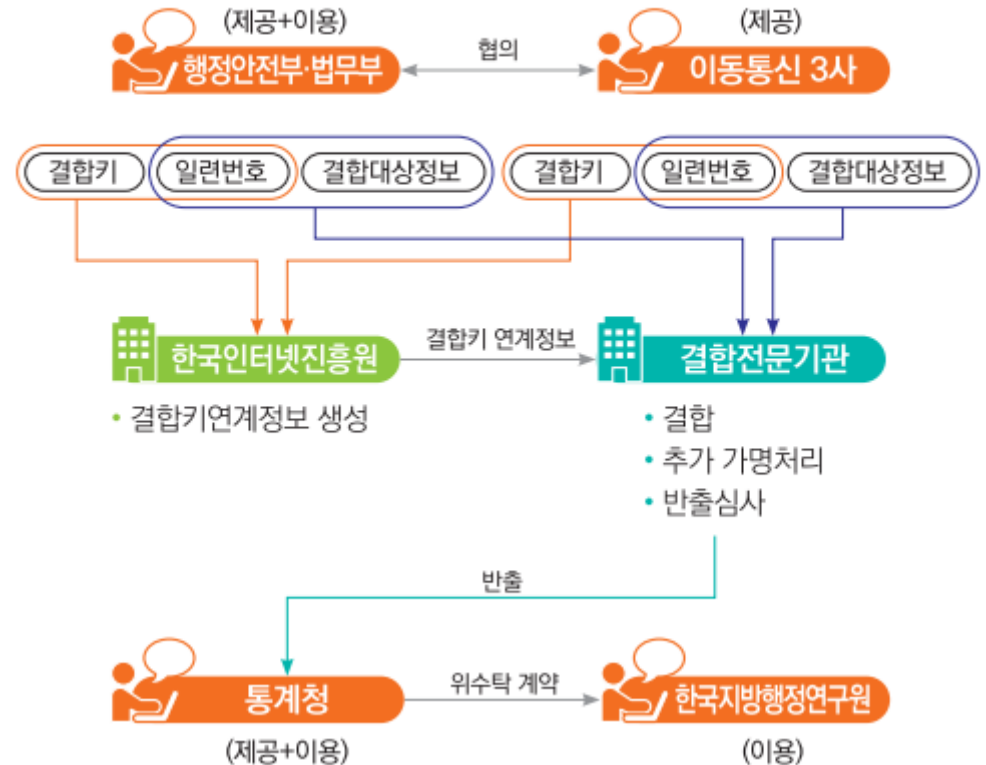 (제공+이용)
(제공)
행정안전부·법무부
협의
이동통신 3사
결합키
일련번호
결합대상정보
결합키
일련번호
결합대상정보
한국인터넷진흥원
결합키 연계정보
결합전문기관
• 결합키연계정보 생성
• 결합
• 추가 가명처리
• 반출심사
반출
통계청
위수탁 계약
한국지방행정연구원
(제공+이용)
(이용)